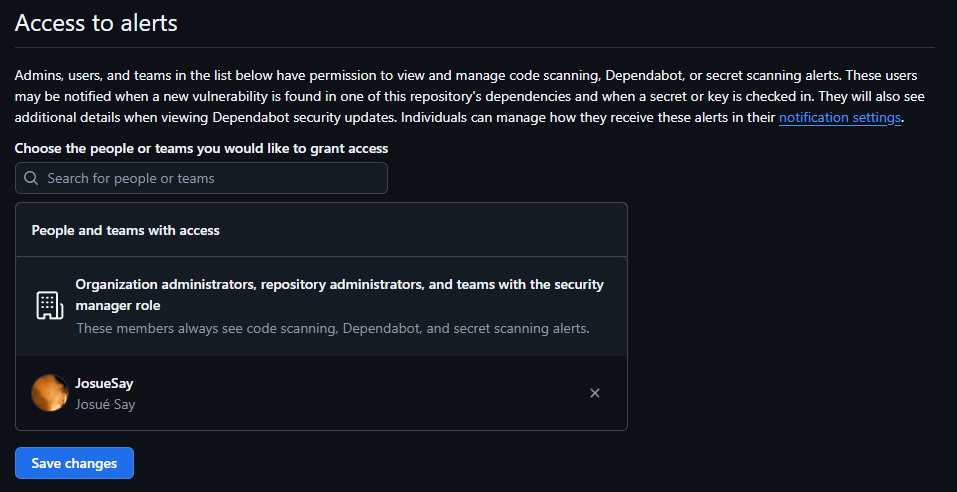 Access to alerts
Admins, users, and teams in the list below have permission to view and manage code scanning, Dependabot, or secret scanning alerts. These users
may be notified when a new vulnerability is found in one of this repository's dependencies and when a secret or key is checked in. They will also see
additional details when viewing Dependabot security updates. Individuals can manage how they receive these alerts in their notification settings.
Choose the people or teams you would like to grant access
Search for people or teams
People and teams with access
Organization administrators, repository administrators, and teams with the security
manager role
These members always see code scanning, Dependabot, and secret scanning alerts.
JosueSay
Josué Say
Save changes